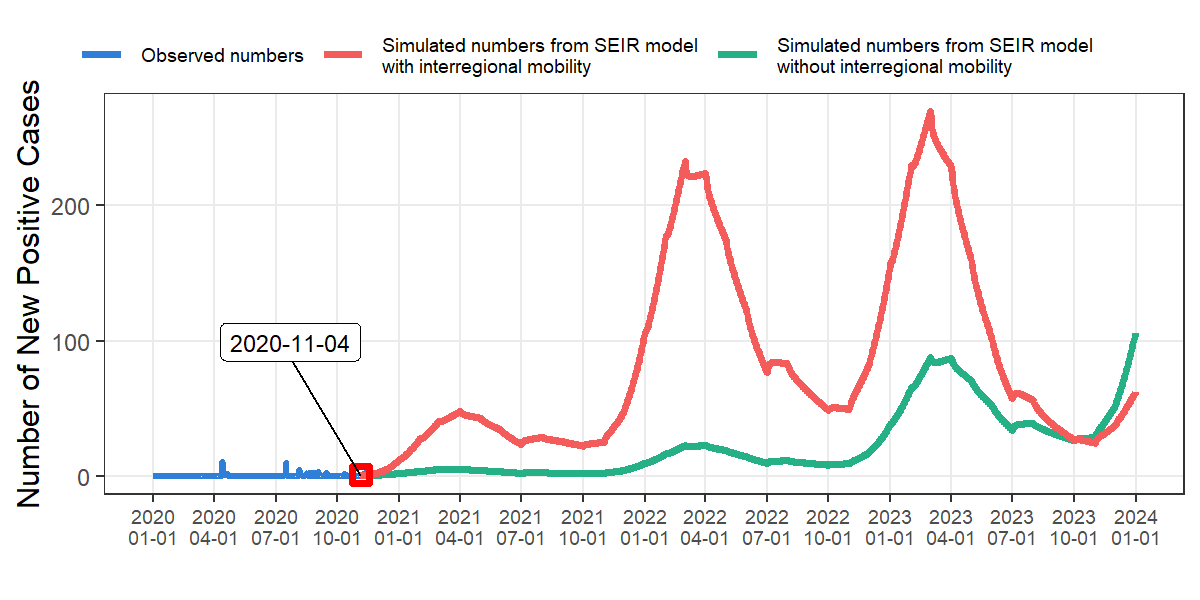 Observed numbers
Simulated numbers from SEIR model
with interregional mobility
Simulated numbers from SEIR model
without interregional mobility
Number of New Positive Cases
200
100
0
2020-11-04
2020 2020 2020 2020 2021 2021 2021 2021 2022 2022 2022 2022 2023 2023 2023 2023 2024
01-01 04-01 07-01 10-01 01-01 04-01 07-01 10-01 01-01 04-01 07-01 10-01 01-01 04-01 07-01 10-01 01-01